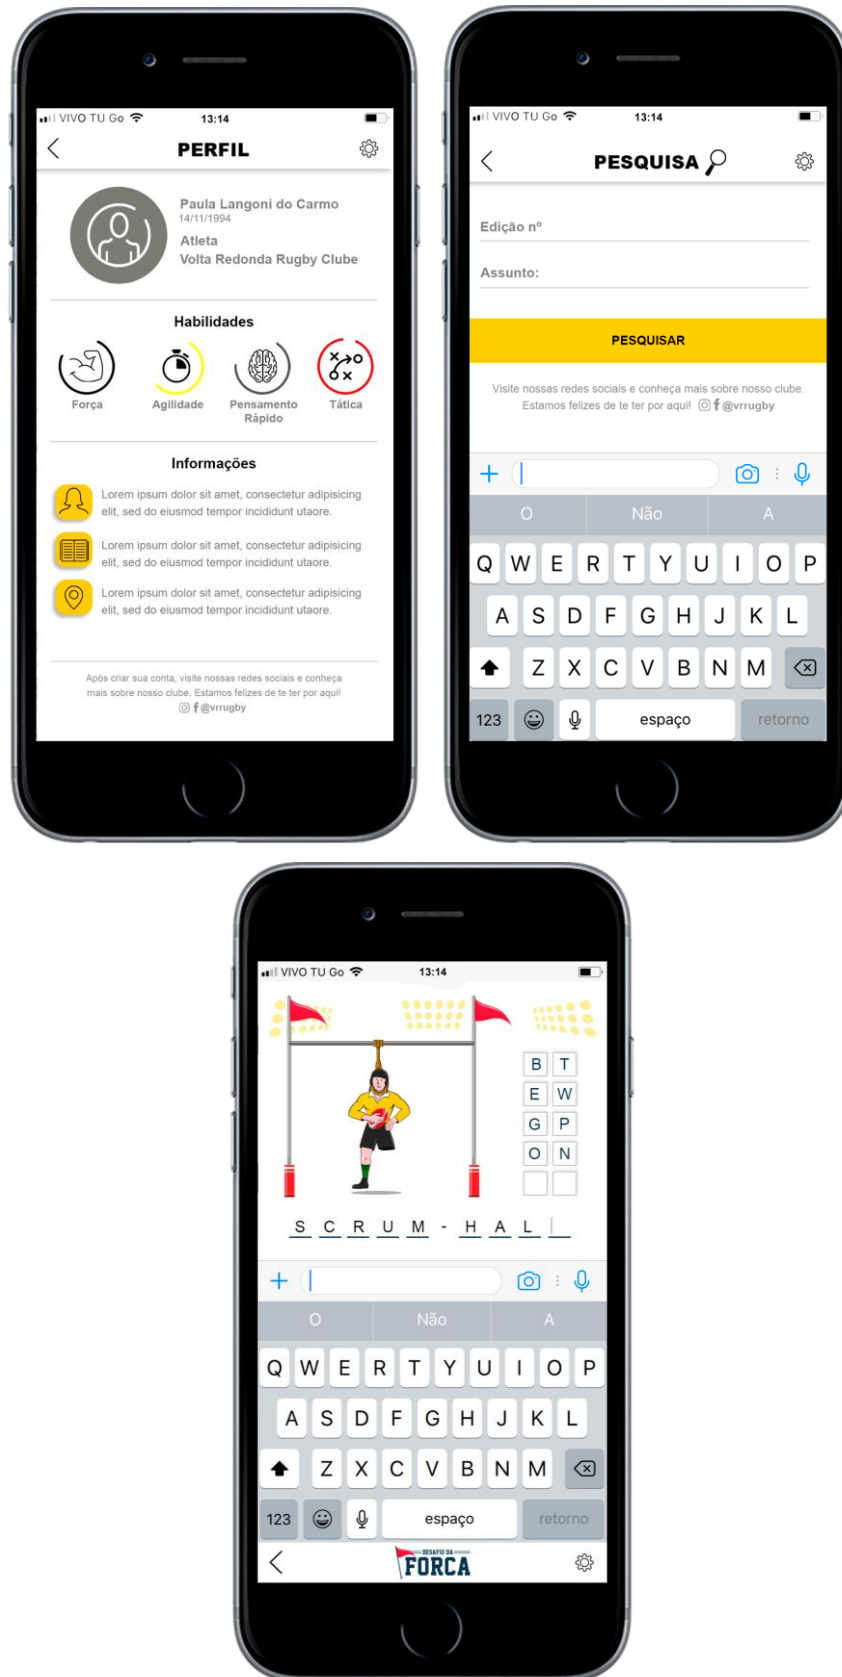 VIVO TU Go 13:14
PERFIL
Paula Langoni do Carmo
14/11/1994
Atleta
Volta Redonda Rugby Clube
Habilidades
Força Agilidade Pensamento Rápido Tática
Informações
Lorem ipsum dolor sit amet, consectetur adipisicing
elit, sed do eiusmod tempor incididunt utaore.
Lorem ipsum dolor sit amet, consectetur adipisicing
elit, sed do eiusmod tempor incididunt utaore.
Lorem ipsum dolor sit amet, consectetur adipisicing
elit, sed do eiusmod tempor incididunt utaore.
Após criar sua conta, visite nossas redes sociais e conheça
mais sobre nosso clube. Estamos felizes de te ter por aqui!
@vrrugby
VIVO TU Go 13:14
PESQUISA
Edição nº
Assunto:
PESQUISAR
Visite nossas redes sociais e conheça mais sobre nosso clube.
Estamos felizes de te ter por aqui! @vrrugby
O Não A
Q W E R T Y U I O P
A S D F G H J K L
Z X C V B N M
123 espaço retorno
VIVO TU Go 13:14
B T
E W
G P
O N
S C R U M - H A L _
O Não A
Q W E R T Y U I O P
A S D F G H J K L
Z X C V B N M
123 espaço retorno
DESAFIO DA
FORCA